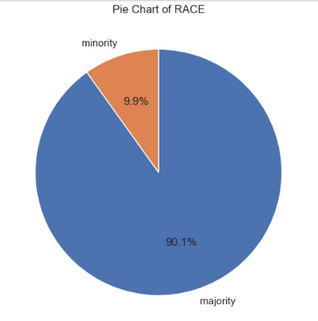 Pie Chart of RACE
minority
9.9%
90.1%
majority